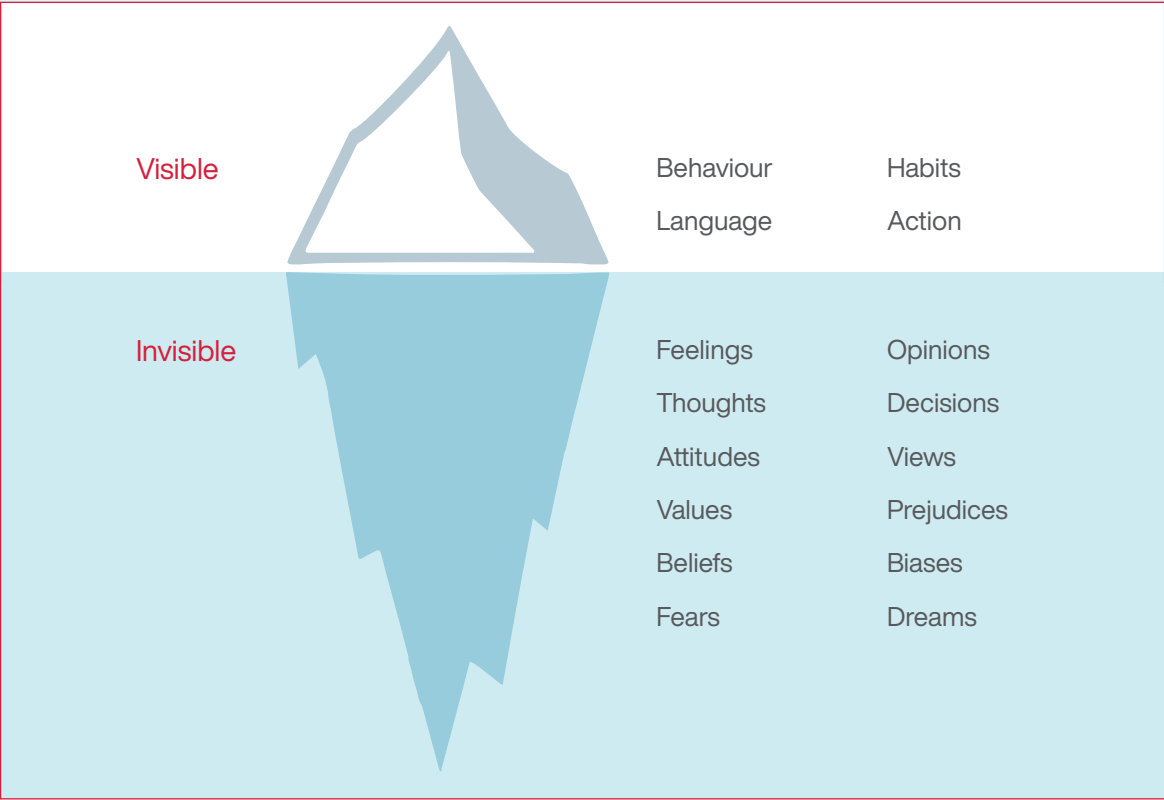 Visible
Behaviour Habits
Language Action
Invisible
Feelings Opinions
Thoughts Decisions
Attitudes Views
Values Prejudices
Beliefs Biases
Fears Dreams